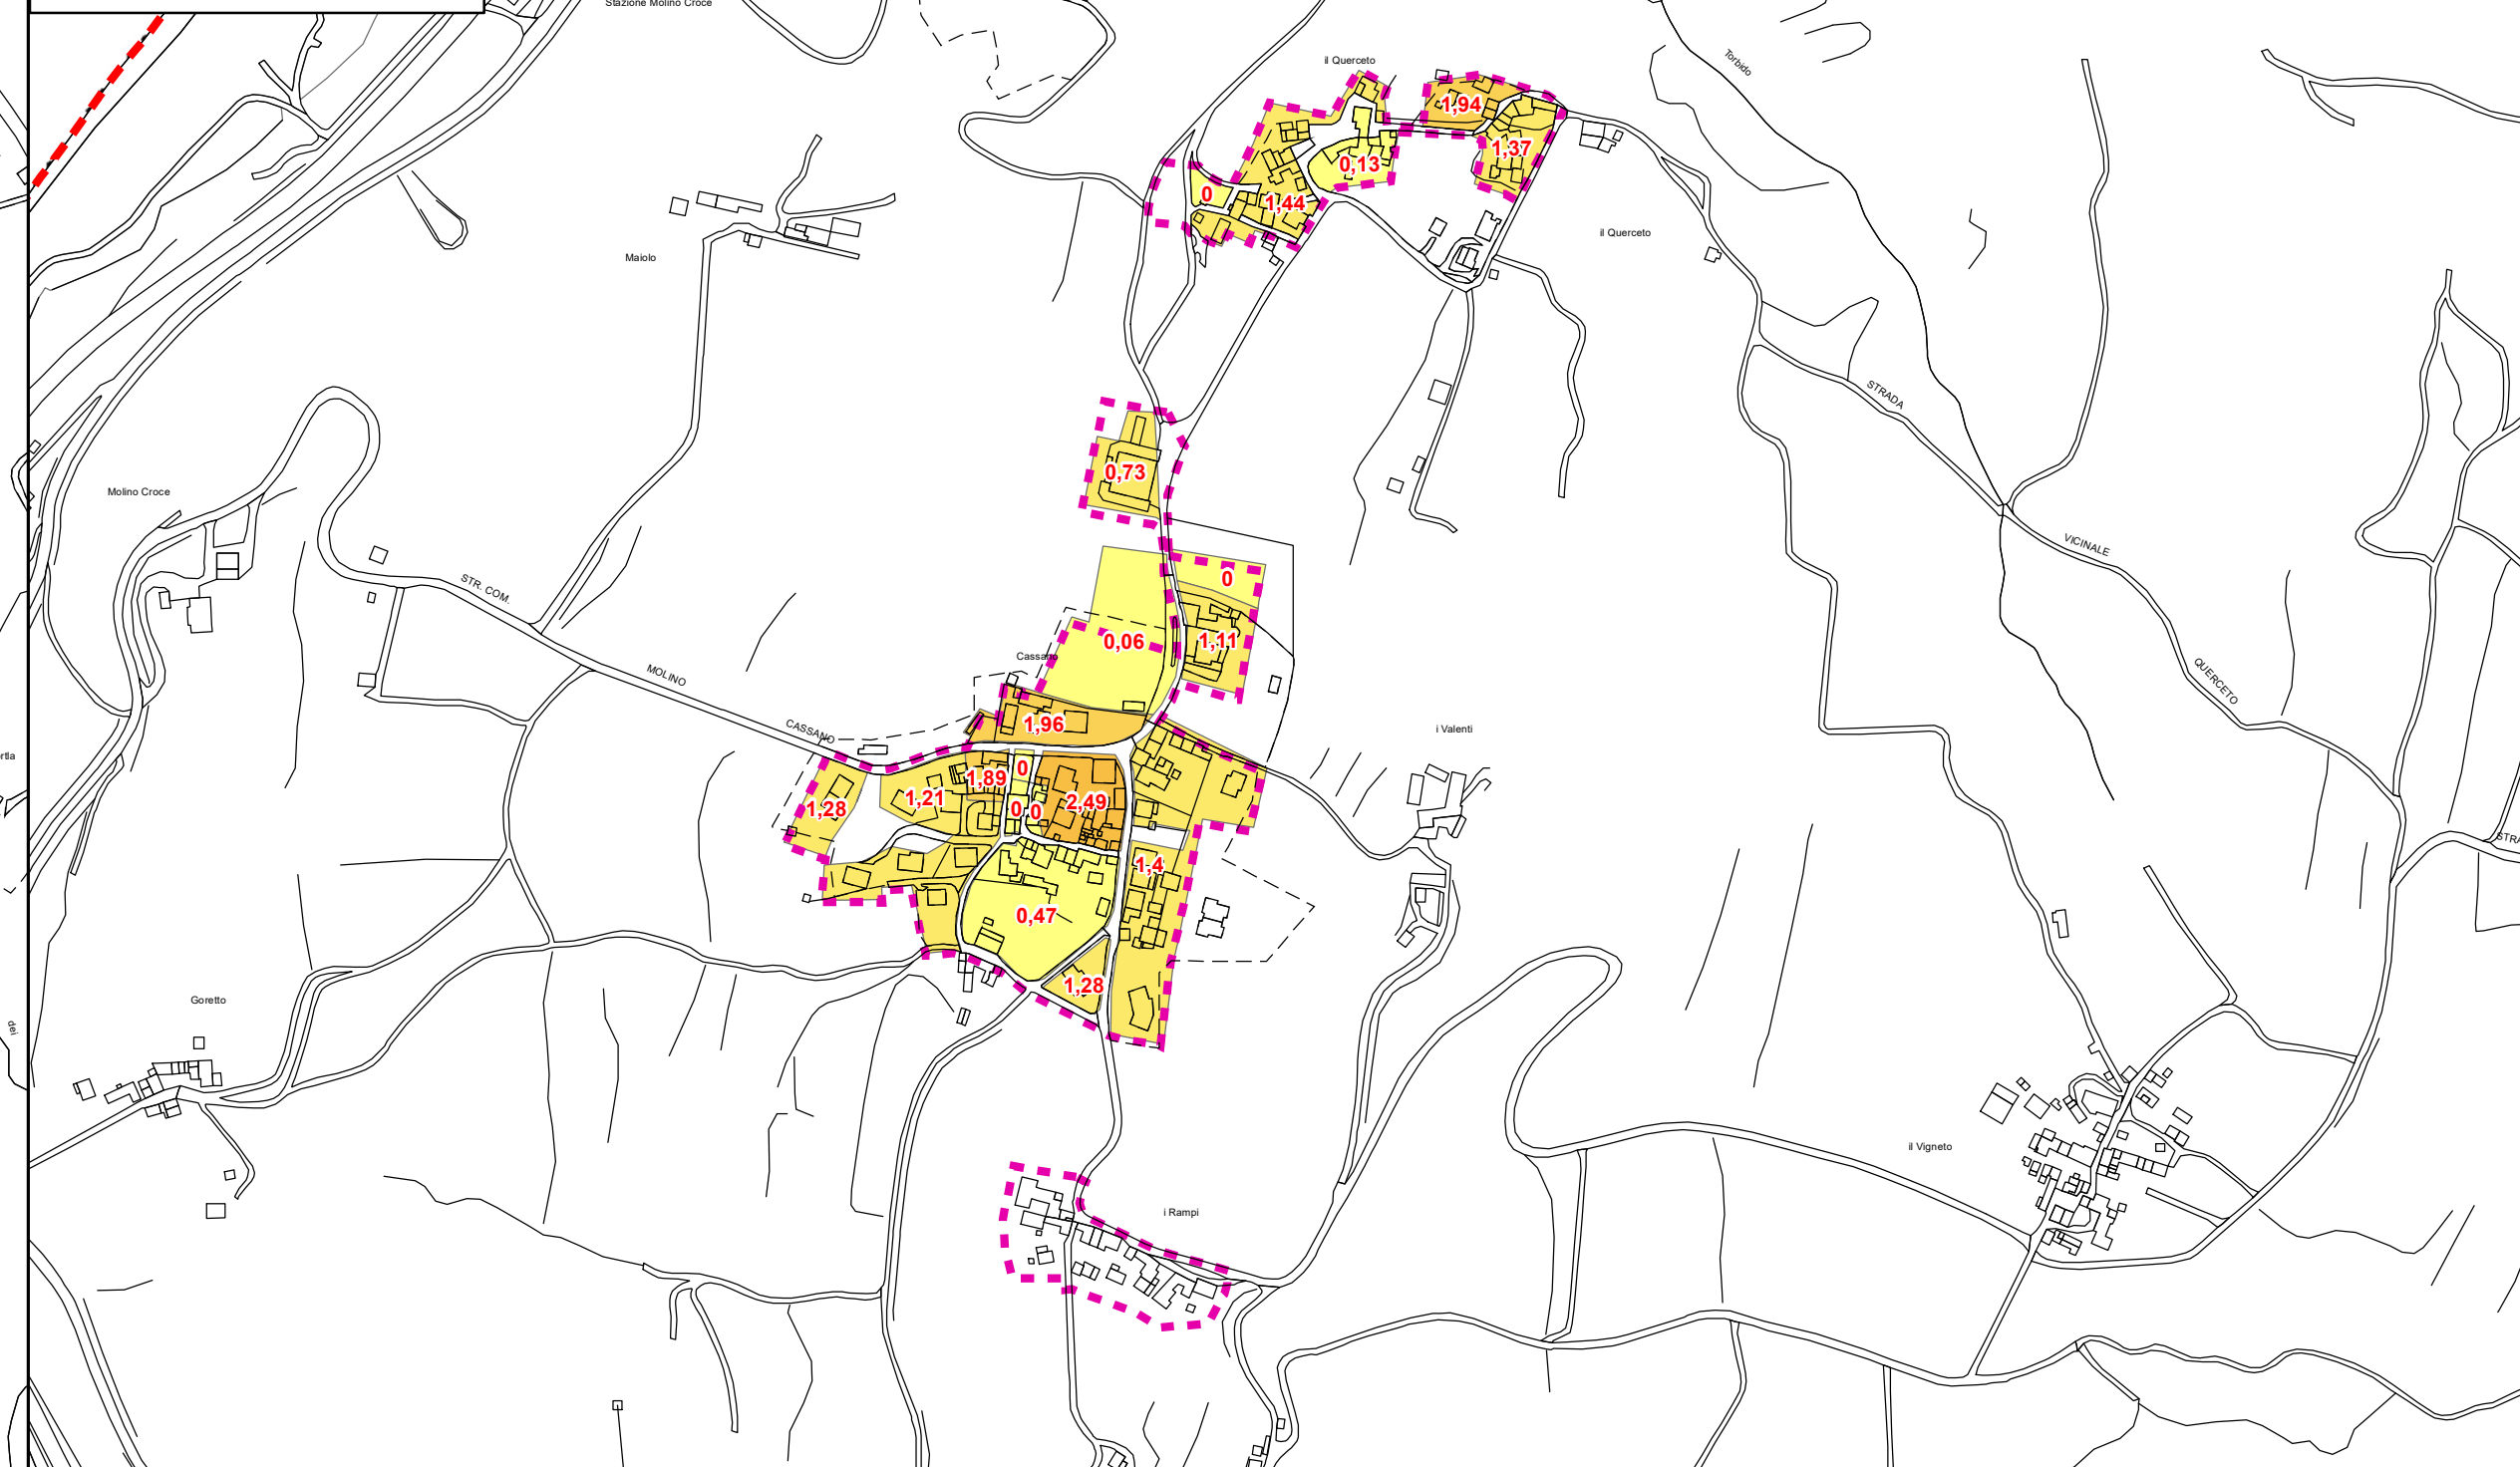 Stazione Molino Croce
il Querceto
Torbido
1,94
1,37
0,13
0
1,44
il Querceto
Maiolo
STRADA
0,73
Molino Croce
VICINALE
STR. COM.
0
0,06
1,11
Cassano
MOLINO
QUERCETO
1,96
CASSANO
i Valenti
0
1,89
1,21
2,49
1,28
0
0
1,4
0,47
1,28
Goretto
dei
il Vigneto
i Rampi